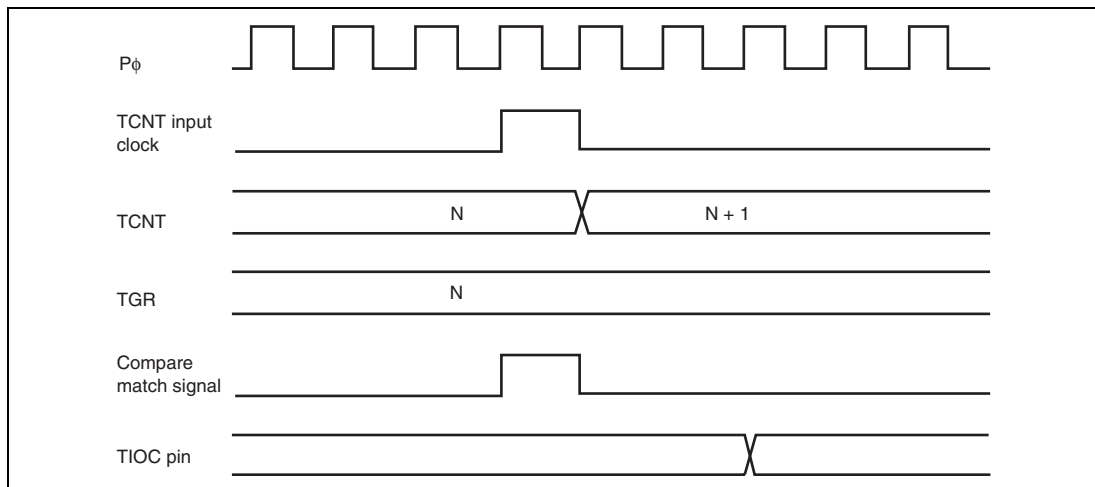 Pϕ
TCNT input
clock
TCNT
N
N + 1
TGR
N
Compare
match signal
TIOC pin